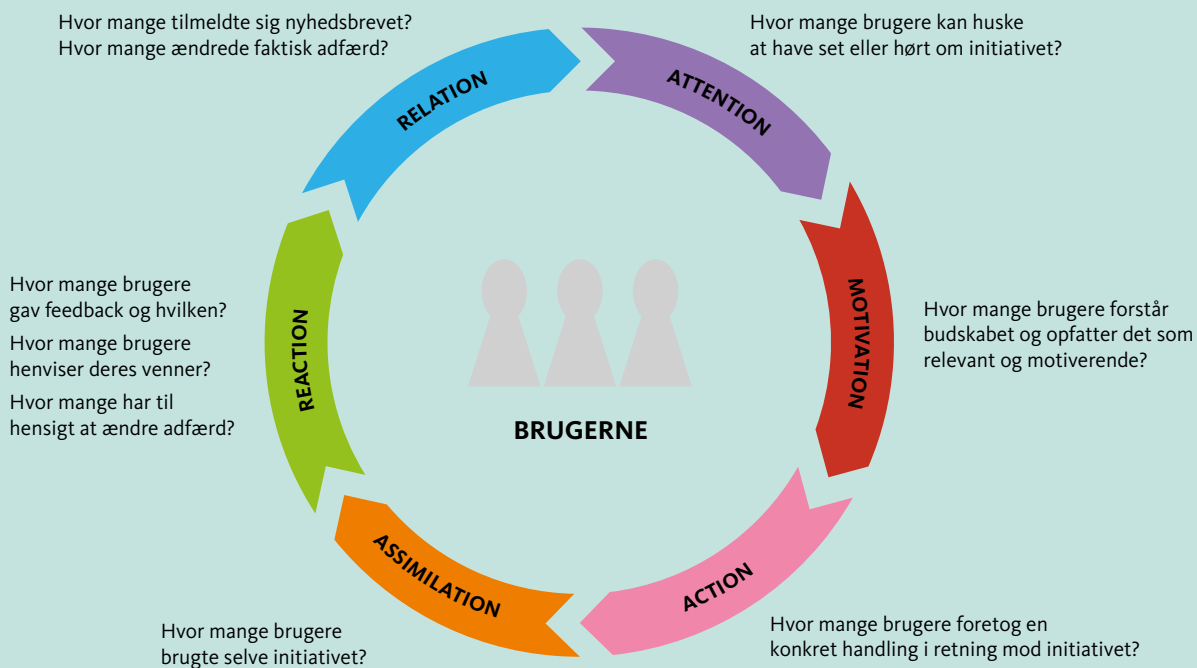 Hvor mange tilmeldte sig nyhedsbrevet?
Hvor mange ændrede faktisk adfærd?
Hvor mange brugere kan huske
at have set eller hørt om initiativet?
RELATION
ATTENTION
Hvor mange brugere
gav feedback og hvilken?
Hvor mange brugere
henviser deres venner?
Hvor mange har til
hensigt at ændre adfærd?
REACTION
MOTIVATION
Hvor mange brugere forstår
budskabet og opfatter det som
relevant og motiverende?
BRUGERNE
ASSIMILATION
ACTION
Hvor mange brugere
brugte selve initiativet?
Hvor mange brugere foretog en
konkret handling i retning mod initiativet?